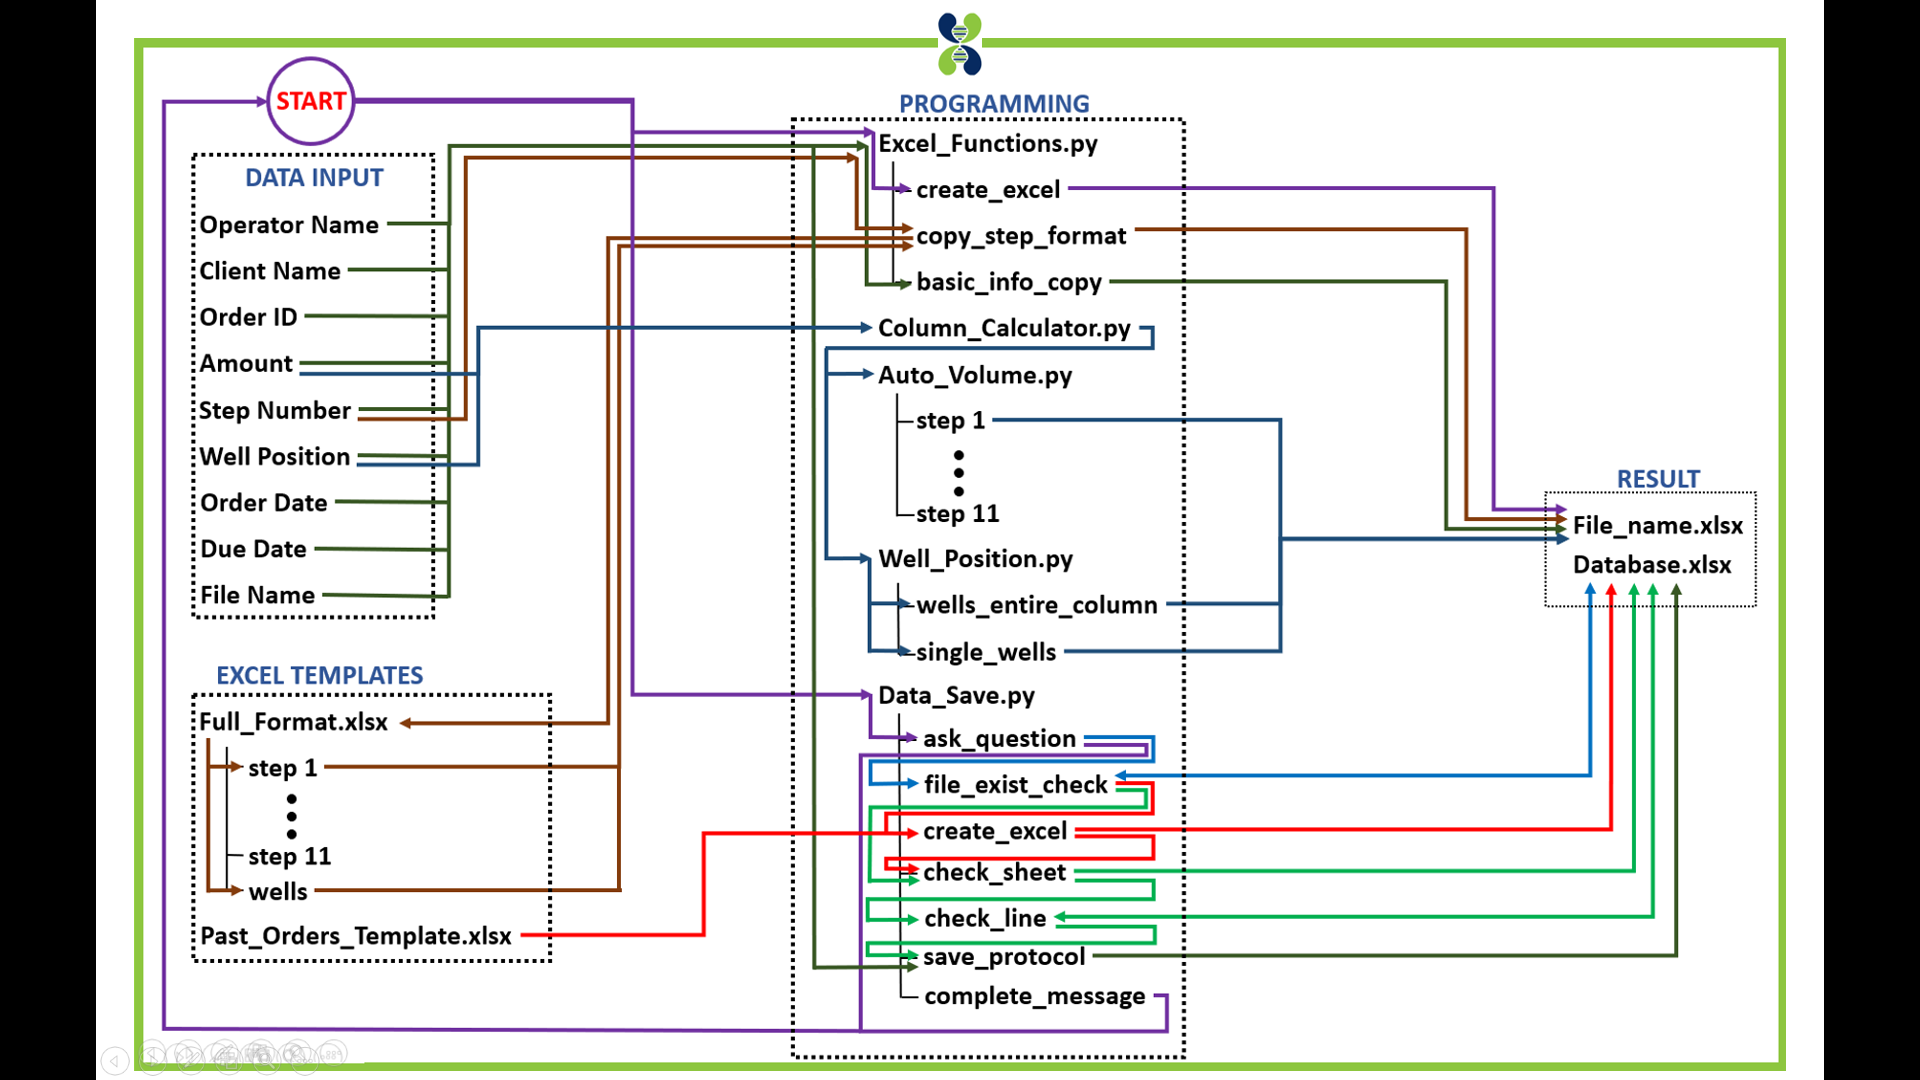 START
DATA INPUT
Operator Name
Client Name
Order ID
Amount
Step Number
Well Position
Order Date
Due Date
File Name
EXCEL TEMPLATES
Full_Format.xlsx
step 1
step 11
wells
Past_Orders_Template.xlsx
PROGRAMMING
Excel_Functions.py
create_excel
copy_step_format
basic_info_copy
Column_Calculator.py
Auto_Volume.py
step 1
step 11
Well_Position.py
wells_entire_column
single_wells
Data_Save.py
ask_question
file_exist_check
create_excel
check_sheet
check_line
save_protocol
complete_message
RESULT
File_name.xlsx
Database.xlsx